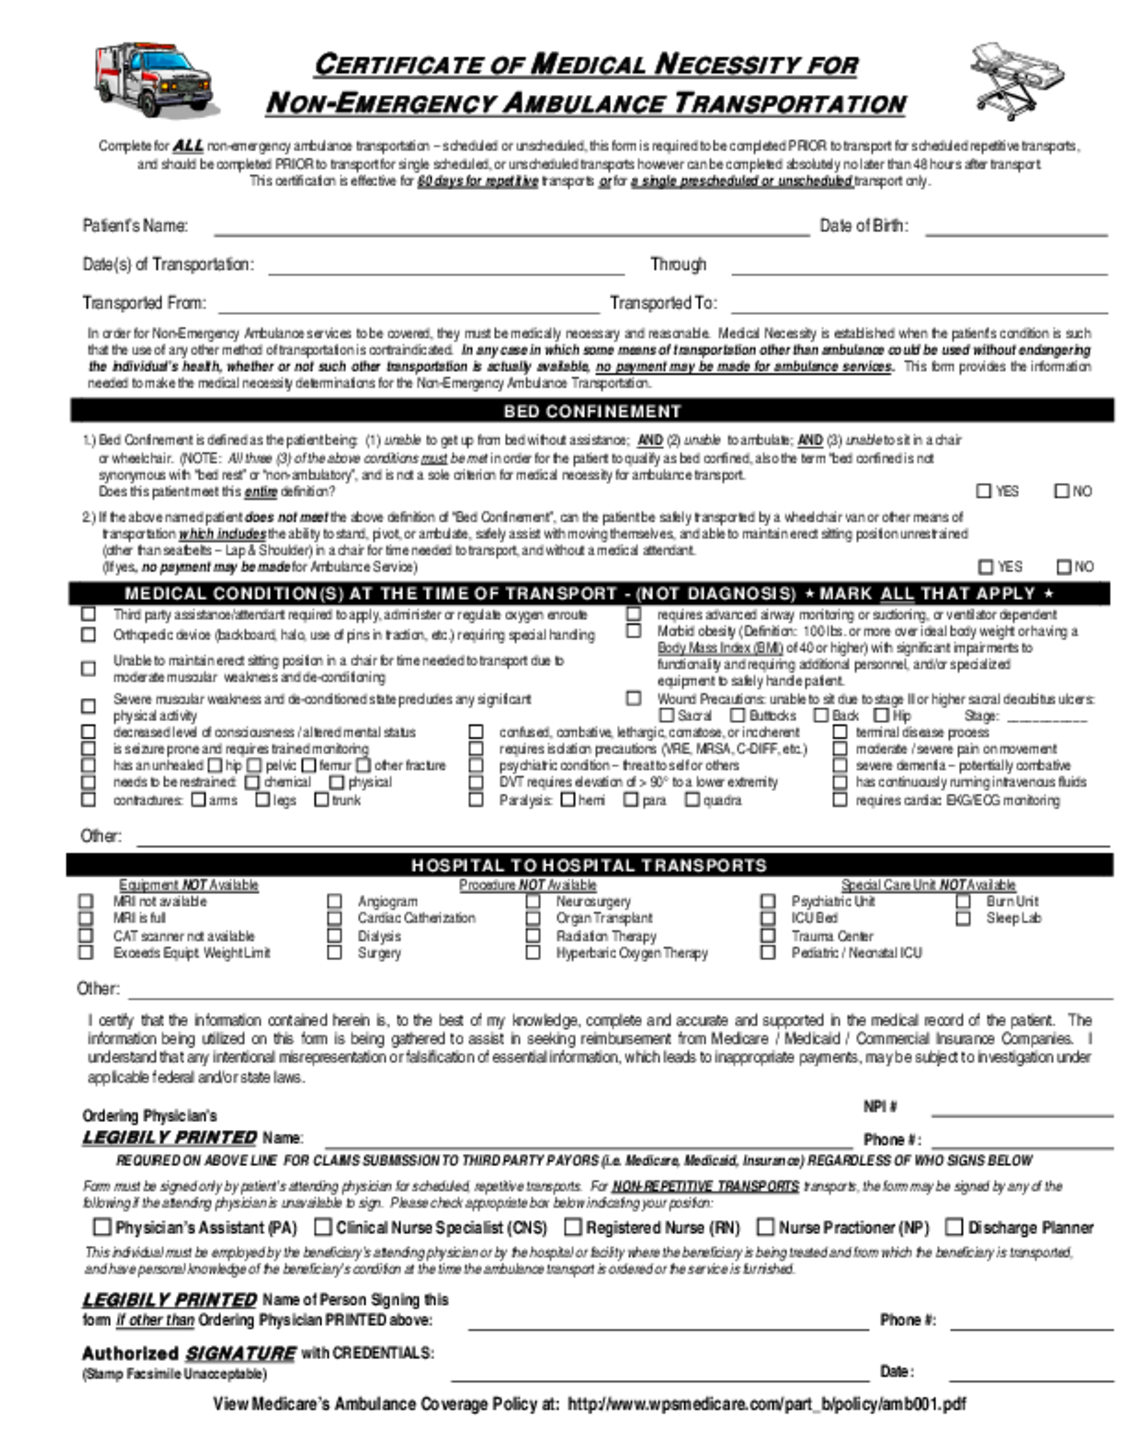 CERTIFICATE OF MEDICAL NECESSITY FOR
NON-EMERGENCY AMBULANCE TRANSPORTATION
Complete for ALL non-emergency ambulance transportation – scheduled or unscheduled, this form is required to be completed PRIOR to transport for scheduled repetitive transports,
and should be completed PRIOR to transport for single scheduled, or unscheduled transports however can be completed absolutely no later than 48 hours after transport.
This certification is effective for 60 days for repetitive transports or for a single prescheduled or unscheduled transport only.
Patient's Name: Date of Birth:
Date(s) of Transportation: Through
Transported From: Transported To:
In order for Non-Emergency Ambulance services to be covered, they must be medically necessary and reasonable. Medical Necessity is established when the patient's condition is such
that the use of any other method of transportation is contraindicated. In any case in which some means of transportation other than ambulance could be used without endangering
the individual's health, whether or not such other transportation is actually available, no payment may be made for ambulance services. This form provides the information
needed to make the medical necessity determinations for the Non-Emergency Ambulance Transportation.
BED CONFINEMENT
1.) Bed Confinement is defined as the patient being: (1) unable to get up from bed without assistance; AND (2) unable to ambulate; AND (3) unable to sit in a chair
or wheelchair. (NOTE: All three (3) of the above conditions must be met in order for the patient to qualify as bed confined, also the term "bed confined is not
synonymous with "bed rest" or "non-ambulatory", and is not a sole criterion for medical necessity for ambulance transport.
Does this patient meet this entire definition? YES NO
2.) If the above named patient does not meet the above definition of "Bed Confinement", can the patient be safely transported by a wheelchair van or other means of
transportation which includes the ability to stand, pivot, or ambulate, safely assist with moving themselves, and able to maintain erect sitting position unrestrained
(other than seatbelts – Lap & Shoulder) in a chair for time needed to transport, and without a medical attendant.
(If yes, no payment may be made for Ambulance Service) YES NO
MEDICAL CONDITION(S) AT THE TIME OF TRANSPORT - (NOT DIAGNOSIS) ★ MARK ALL THAT APPLY ★
Third party assistance/attendant required to apply, administer or regulate oxygen enroute
Orthopedic device (backboard, halo, use of pins in traction, etc.) requiring special handling
Unable to maintain erect sitting position in a chair for time needed to transport due to
moderate muscular weakness and de-conditioning
Severe muscular weakness and de-conditioned state precludes any significant
physical activity
requires advanced airway monitoring or suctioning, or ventilator dependent
Morbid obesity (Definition: 100 lbs. or more over ideal body weight or having a
Body Mass Index (BMI) of 40 or higher) with significant impairments to
functionality and requiring additional personnel, and/or specialized
equipment to safely handle patient.
Wound Precautions: unable to sit due to stage III or higher sacral decubitus ulcers:
Sacral Buttocks Back Hip Stage: ____________
decreased level of consciousness / altered mental status confused, combative, lethargic, comatose, or incoherent terminal disease process
is seizure prone and requires trained monitoring requires isolation precautions (VRE, MRSA, C-DIFF, etc.) moderate / severe pain on movement
has an unhealed hip pelvic femur other fracture psychiatric condition – threat to self or others severe dementia – potentially combative
needs to be restrained: chemical physical DVT requires elevation of > 90° to a lower extremity has continuously running intravenous fluids
contractures: arms legs trunk Paralysis: hemi para quadra requires cardiac EKG/ECG monitoring
Other:
HOSPITAL TO HOSPITAL TRANSPORTS
Equipment NOT Available Procedure NOT Available Special Care Unit NOT Available
MRI not available Angiogram Neurosurgery Psychiatric Unit Burn Unit
MRI is full Cardiac Catherization Organ Transplant ICU Bed Sleep Lab
CAT scanner not available Dialysis Radiation Therapy Trauma Center
Exceeds Equipt. Weight Limit Surgery Hyperbaric Oxygen Therapy Pediatric / Neonatal ICU
Other:
I certify that the information contained herein is, to the best of my knowledge, complete and accurate and supported in the medical record of the patient. The
information being utilized on this form is being gathered to assist in seeking reimbursement from Medicare / Medicaid / Commercial Insurance Companies. I
understand that any intentional misrepresentation or falsification of essential information, which leads to inappropriate payments, may be subject to investigation under
applicable federal and/or state laws.
Ordering Physician's NPI #
LEGIBILY PRINTED Name: Phone #:
REQUIRED ON ABOVE LINE FOR CLAIMS SUBMISSION TO THIRD PARTY PAYORS (i.e. Medicare, Medicaid, Insurance) REGARDLESS OF WHO SIGNS BELOW
Form must be signed only by patient's attending physician for scheduled, repetitive transports. For NON-REPETITIVE TRANSPORTS transports, the form may be signed by any of the
following if the attending physician is unavailable to sign. Please check appropriate box below indicating your position:
Physician's Assistant (PA) Clinical Nurse Specialist (CNS) Registered Nurse (RN) Nurse Practioner (NP) Discharge Planner
This individual must be employed by the beneficiary's attending physician or by the hospital or facility where the beneficiary is being treated and from which the beneficiary is transported,
and have personal knowledge of the beneficiary's condition at the time the ambulance transport is ordered or the service is furnished.
LEGIBILY PRINTED Name of Person Signing this
form if other than Ordering Physician PRINTED above: Phone #:
Authorized SIGNATURE with CREDENTIALS:
(Stamp Facsimile Unacceptable) Date:
View Medicare's Ambulance Coverage Policy at: http://www.wpsmedicare.com/part_b/policy/amb001.pdf